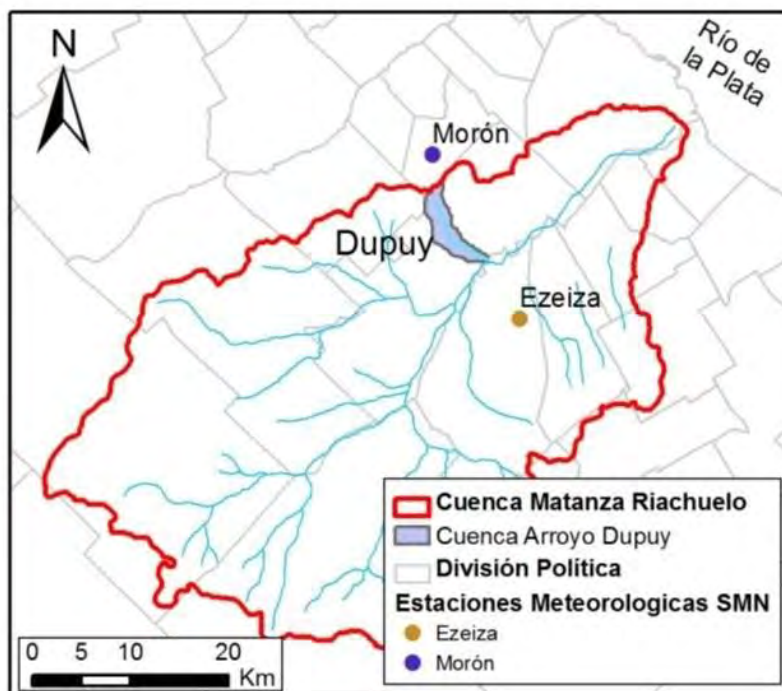 N
Río de
la Plata
Morón
Dupuy
Ezeiza
Cuenca Matanza Riachuelo
Cuenca Arroyo Dupuy
División Política
Estaciones Meteorologicas SMN
Ezeiza
Morón
0 5 10 20
Km